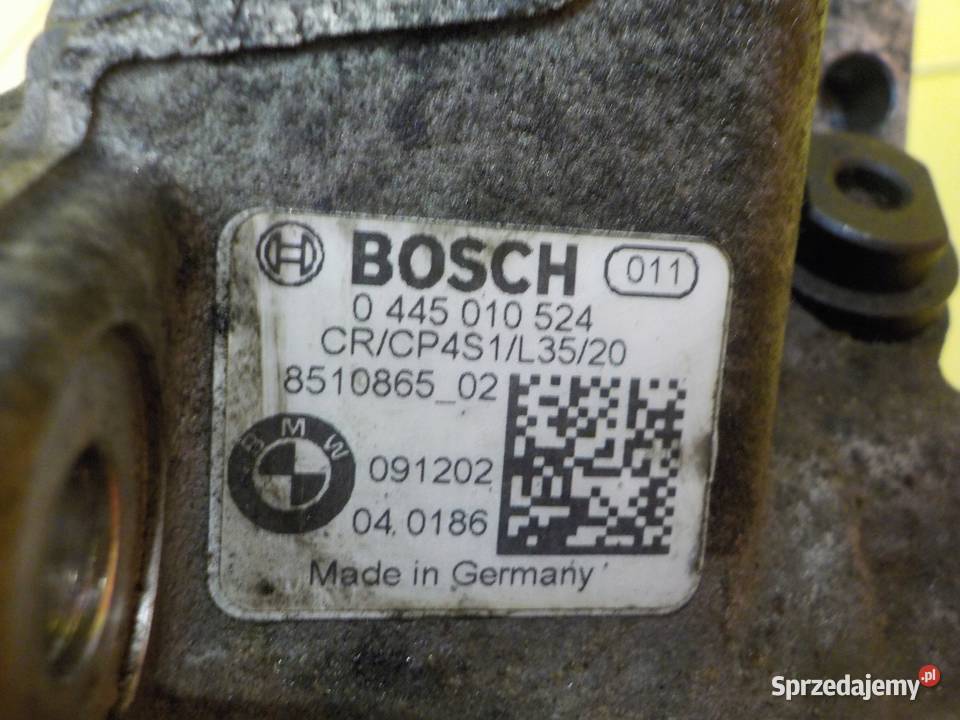 BOSCH 011
0 445 010 524
CR/CP4S1/L35/20
8510865_02
BMW
091202
04 0186
Made in Germany
Sprzedajemy.pl